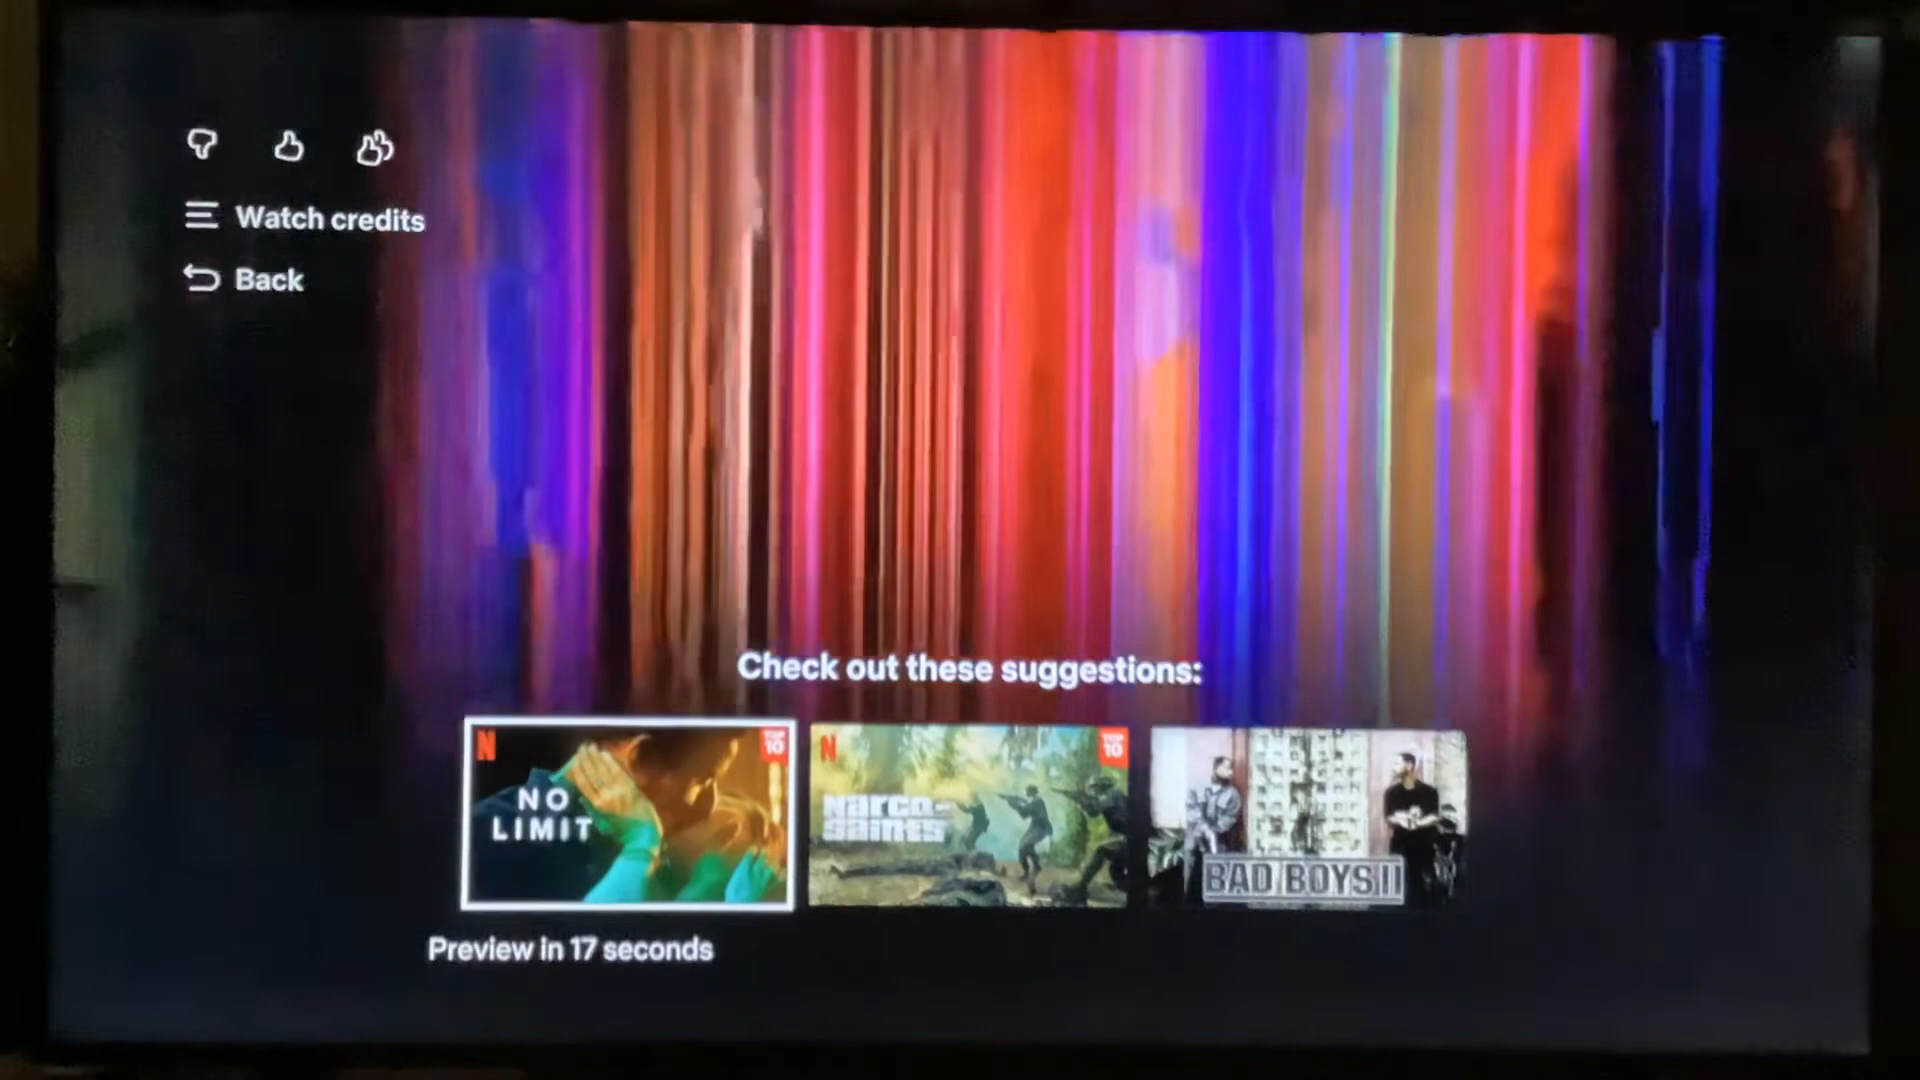 Watch credits
Back
Check out these suggestions:
N
TOP
10
NO
LIMIT
N
TOP
10
Narco-
Saints
BAD BOYS II
Preview in 17 seconds